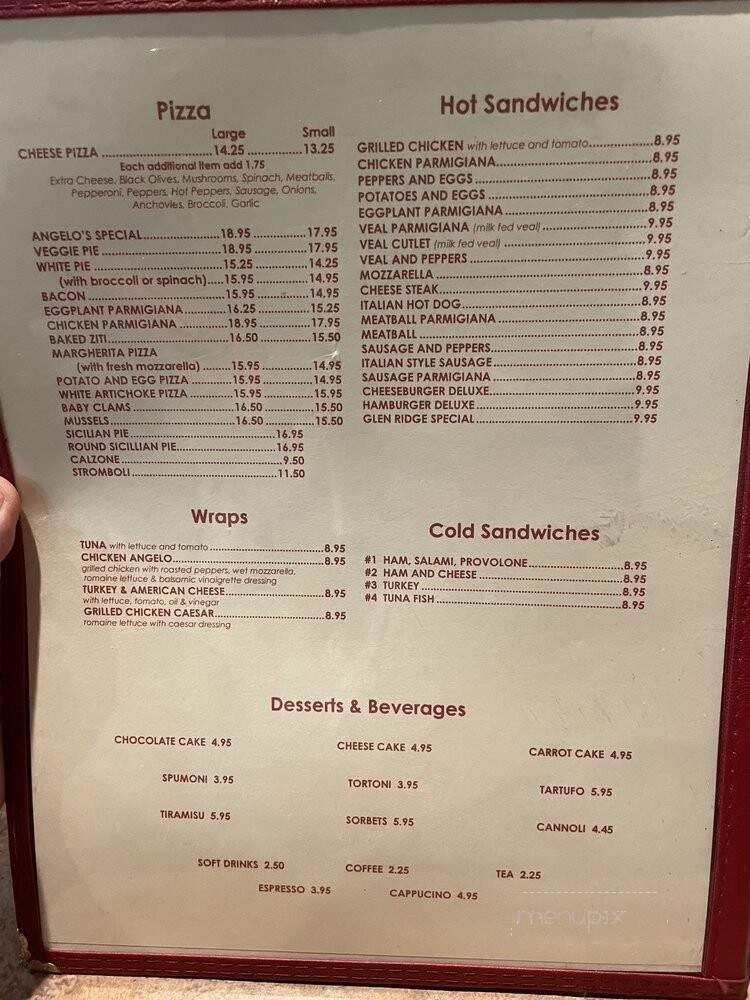 Pizza
Large Small
CHEESE PIZZA 14.25 13.25
Each additional item add 1.75
Extra Cheese, Black Olives, Mushrooms, Spinach, Meatballs,
Pepperoni, Peppers, Hot Peppers, Sausage, Onions,
Anchovies, Broccoli, Garlic
ANGELO'S SPECIAL 18.95 17.95
VEGGIE PIE 18.95 17.95
WHITE PIE 15.25 14.25
(with broccoli or spinach) 15.95 14.95
BACON 15.95 14.95
EGGPLANT PARMIGIANA 16.25 15.25
CHICKEN PARMIGIANA 18.95 17.95
BAKED ZITI 16.50 15.50
MARGHERITA PIZZA
(with fresh mozzarella) 15.95 14.95
POTATO AND EGG PIZZA 15.95 14.95
WHITE ARTICHOKE PIZZA 15.95 15.95
BABY CLAMS 16.50 15.50
MUSSELS 16.50 15.50
SICILIAN PIE 16.95
ROUND SICILLIAN PIE 16.95
CALZONE 9.50
STROMBOLI 11.50
Hot Sandwiches
GRILLED CHICKEN with lettuce and tomato 8.95
CHICKEN PARMIGIANA 8.95
PEPPERS AND EGGS 8.95
POTATOES AND EGGS 8.95
EGGPLANT PARMIGIANA 8.95
VEAL PARMIGIANA (milk fed veal) 9.95
VEAL CUTLET (milk fed veal) 9.95
VEAL AND PEPPERS 9.95
MOZZARELLA 8.95
CHEESE STEAK 9.95
ITALIAN HOT DOG 8.95
MEATBALL PARMIGIANA 8.95
MEATBALL 8.95
SAUSAGE AND PEPPERS 8.95
ITALIAN STYLE SAUSAGE 8.95
SAUSAGE PARMIGIANA 8.95
CHEESEBURGER DELUXE 9.95
HAMBURGER DELUXE 9.95
GLEN RIDGE SPECIAL 9.95
Wraps
TUNA with lettuce and tomato 8.95
CHICKEN ANGELO 8.95
grilled chicken with roasted peppers, wet mozzarella,
romaine lettuce & balsamic vinaigrette dressing
TURKEY & AMERICAN CHEESE 8.95
with lettuce, tomato, oil & vinegar
GRILLED CHICKEN CAESAR 8.95
romaine lettuce with caesar dressing
Cold Sandwiches
#1 HAM, SALAMI, PROVOLONE 8.95
#2 HAM AND CHEESE 8.95
#3 TURKEY 8.95
#4 TUNA FISH 8.95
Desserts & Beverages
CHOCOLATE CAKE 4.95 CHEESE CAKE 4.95 CARROT CAKE 4.95
SPUMONI 3.95 TORTONI 3.95 TARTUFO 5.95
TIRAMISU 5.95 SORBETS 5.95 CANNOLI 4.45
SOFT DRINKS 2.50 COFFEE 2.25 TEA 2.25
ESPRESSO 3.95 CAPPUCINO 4.95
menupix